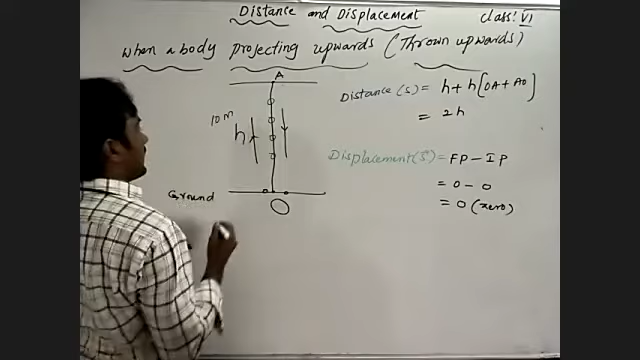 Distance and Displacement
class: VI
when a body projecting upwards (Thrown upwards)
A
10 M
h
Ground
O
Distance (s) = h + h [OA + AO]
= 2h
Displacement (s⃗) = FP - IP
= 0 - 0
= 0 (zero)